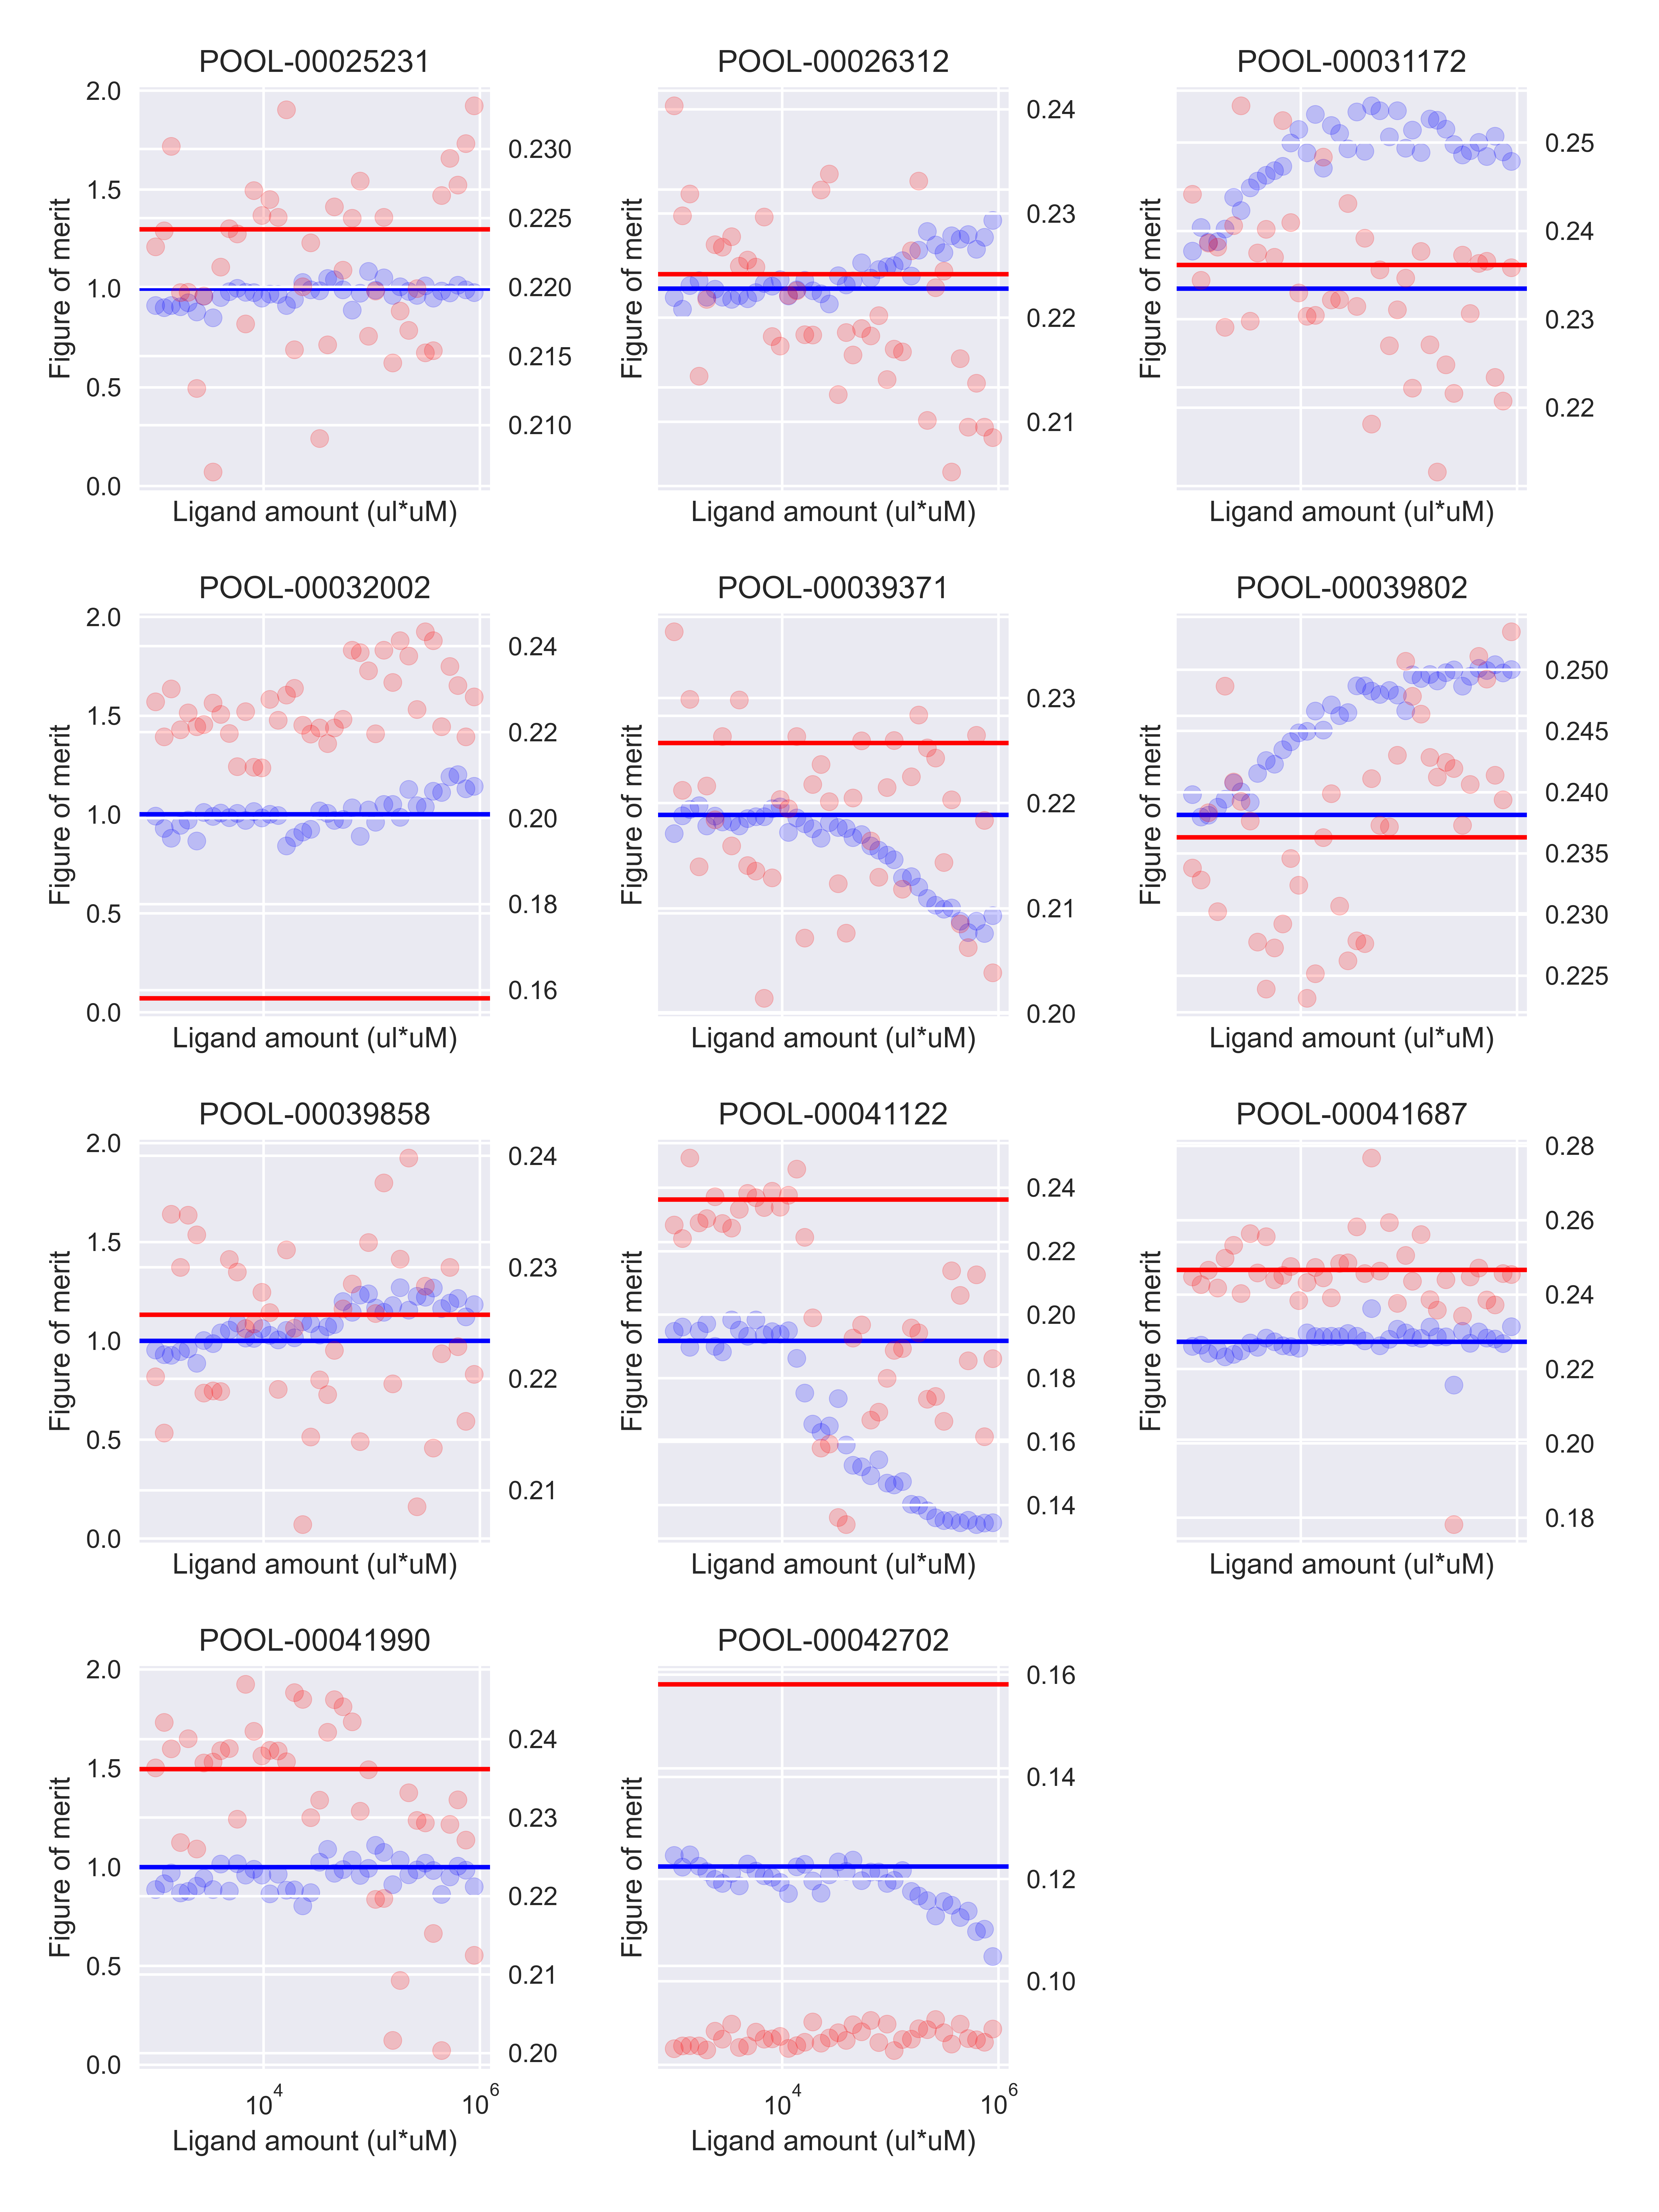 POOL-00025231
POOL-00026312
POOL-00031172
2.0
1.5
1.0
0.5
0.0
Figure of merit
0.230
0.225
0.220
0.215
0.210
Ligand amount (ul*uM)
Figure of merit
0.24
0.23
0.22
0.21
Ligand amount (ul*uM)
Figure of merit
0.25
0.24
0.23
0.22
Ligand amount (ul*uM)
POOL-00032002
POOL-00039371
POOL-00039802
2.0
1.5
1.0
0.5
0.0
Figure of merit
0.24
0.22
0.20
0.18
0.16
Ligand amount (ul*uM)
Figure of merit
0.23
0.22
0.21
0.20
Ligand amount (ul*uM)
Figure of merit
0.250
0.245
0.240
0.235
0.230
0.225
Ligand amount (ul*uM)
POOL-00039858
POOL-00041122
POOL-00041687
2.0
1.5
1.0
0.5
0.0
Figure of merit
0.24
0.23
0.22
0.21
Ligand amount (ul*uM)
Figure of merit
0.24
0.22
0.20
0.18
0.16
0.14
Ligand amount (ul*uM)
Figure of merit
0.28
0.26
0.24
0.22
0.20
0.18
Ligand amount (ul*uM)
POOL-00041990
POOL-00042702
2.0
1.5
1.0
0.5
0.0
Figure of merit
0.24
0.23
0.22
0.21
0.20
10⁴ 10⁶
Ligand amount (ul*uM)
Figure of merit
0.16
0.14
0.12
0.10
10⁴ 10⁶
Ligand amount (ul*uM)